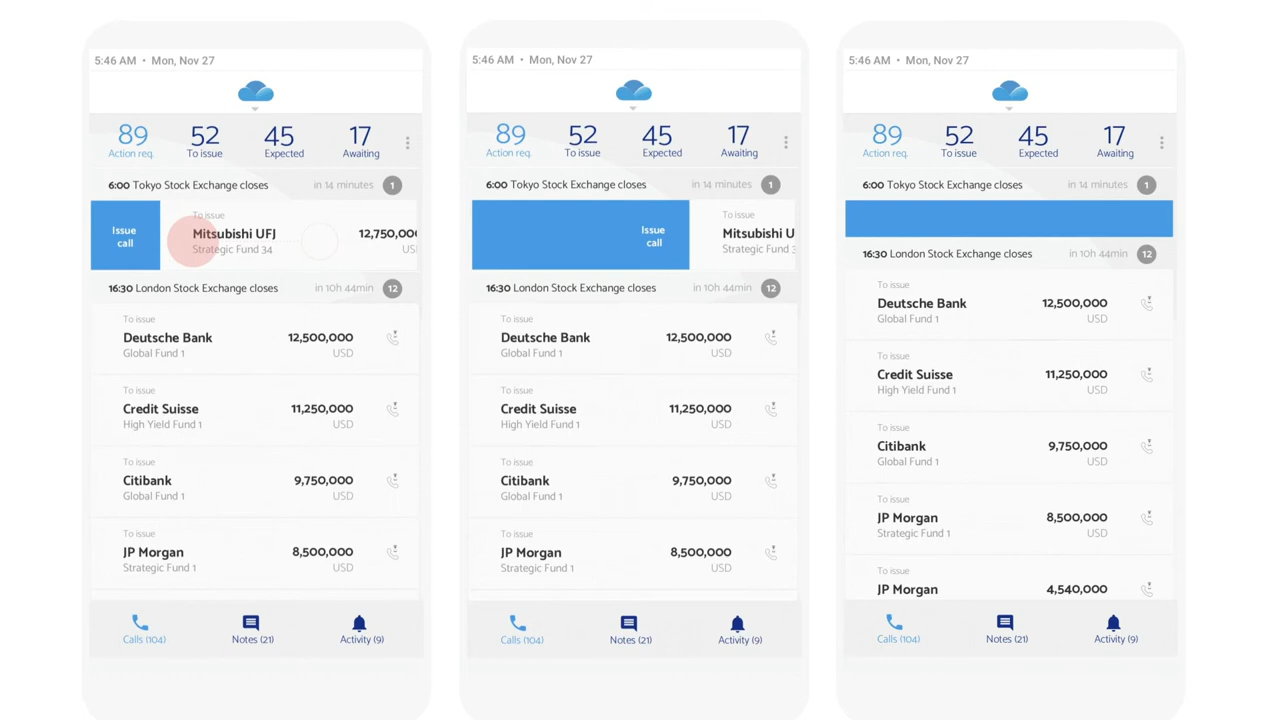 5:46 AM • Mon, Nov 27
89 52 45 17
Action req. To issue Expected Awaiting
6:00 Tokyo Stock Exchange closes in 14 minutes 1
Issue call
To issue
Mitsubishi UFJ 12,750,000
Strategic Fund 34
16:30 London Stock Exchange closes in 10h 44min 12
To issue
Deutsche Bank 12,500,000
Global Fund 1 USD
To issue
Credit Suisse 11,250,000
High Yield Fund 1 USD
To issue
Citibank 9,750,000
Global Fund 1 USD
To issue
JP Morgan 8,500,000
Strategic Fund 1 USD
Calls (104) Notes (21) Activity (9)
5:46 AM • Mon, Nov 27
89 52 45 17
Action req. To issue Expected Awaiting
6:00 Tokyo Stock Exchange closes in 14 minutes 1
Issue call
To issue
Mitsubishi U
Strategic Fund
16:30 London Stock Exchange closes in 10h 44min 12
To issue
Deutsche Bank 12,500,000
Global Fund 1 USD
To issue
Credit Suisse 11,250,000
High Yield Fund 1 USD
To issue
Citibank 9,750,000
Global Fund 1 USD
To issue
JP Morgan 8,500,000
Strategic Fund 1 USD
Calls (104) Notes (21) Activity (9)
5:46 AM • Mon, Nov 27
89 52 45 17
Action req. To issue Expected Awaiting
6:00 Tokyo Stock Exchange closes in 14 minutes 1
16:30 London Stock Exchange closes in 10h 44min 12
To issue
Deutsche Bank 12,500,000
Global Fund 1 USD
To issue
Credit Suisse 11,250,000
High Yield Fund 1 USD
To issue
Citibank 9,750,000
Global Fund 1 USD
To issue
JP Morgan 8,500,000
Strategic Fund 1 USD
To issue
JP Morgan 4,540,000
Calls (104) Notes (21) Activity (9)